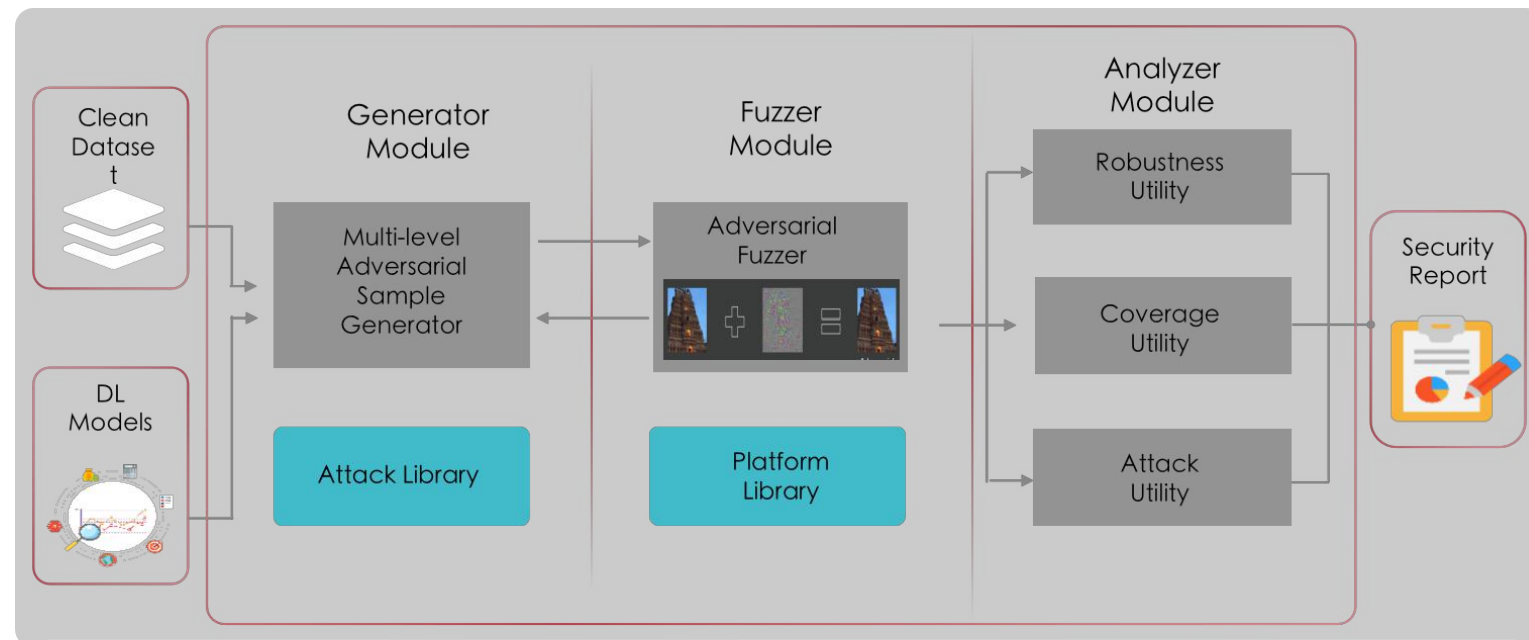 Clean
Datase
t
DL
Models
Generator
Module
Multi-level
Adversarial
Sample
Generator
Attack Library
Fuzzer
Module
Adversarial
Fuzzer
Platform
Library
Analyzer
Module
Robustness
Utility
Coverage
Utility
Attack
Utility
Security
Report